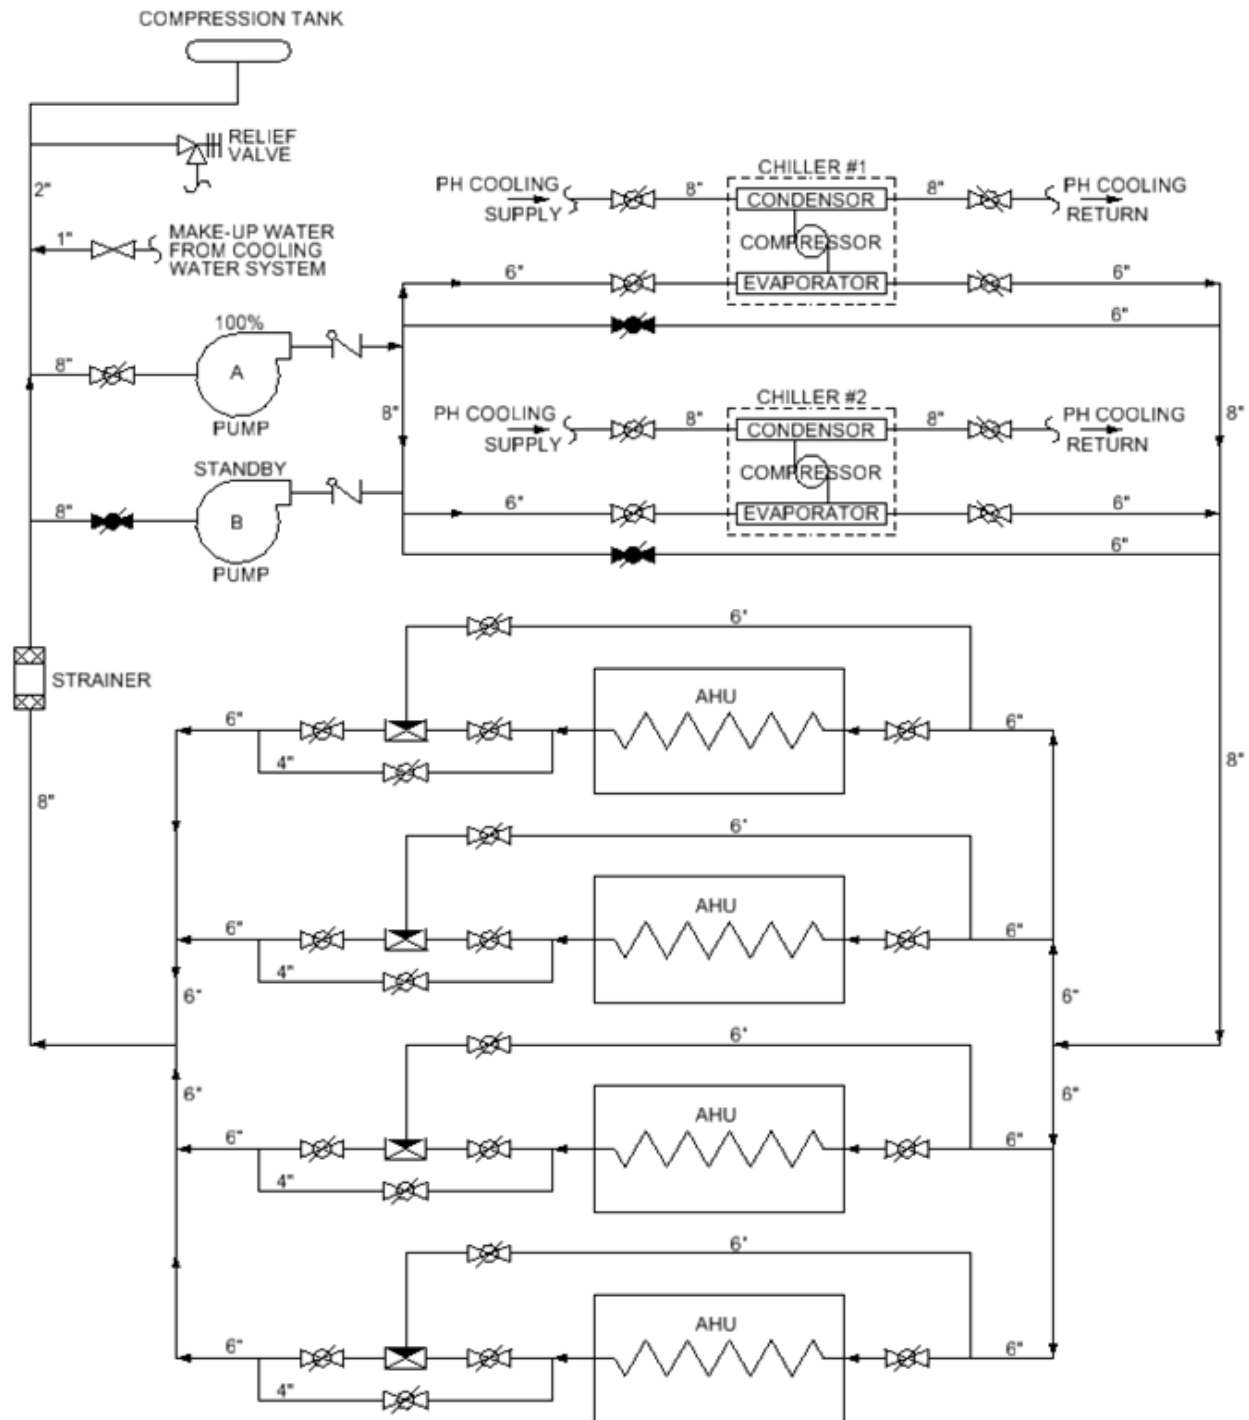 COMPRESSION TANK
RELIEF
VALVE
2"
1"
MAKE-UP WATER
FROM COOLING
WATER SYSTEM
CHILLER #1
PH COOLING
SUPPLY
8"
CONDENSOR
8"
PH COOLING
RETURN
COMPRESSOR
6"
EVAPORATOR
6"
6"
100%
8"
A
PUMP
8"
8"
CHILLER #2
PH COOLING
SUPPLY
8"
CONDENSOR
8"
PH COOLING
RETURN
COMPRESSOR
STANDBY
8"
B
PUMP
6"
EVAPORATOR
6"
6"
STRAINER
8"
8"
6"
AHU
6"
6"
4"
6"
AHU
6"
6"
4"
6"
6"
6"
6"
6"
AHU
6"
6"
4"
6"
AHU
6"
6"
4"